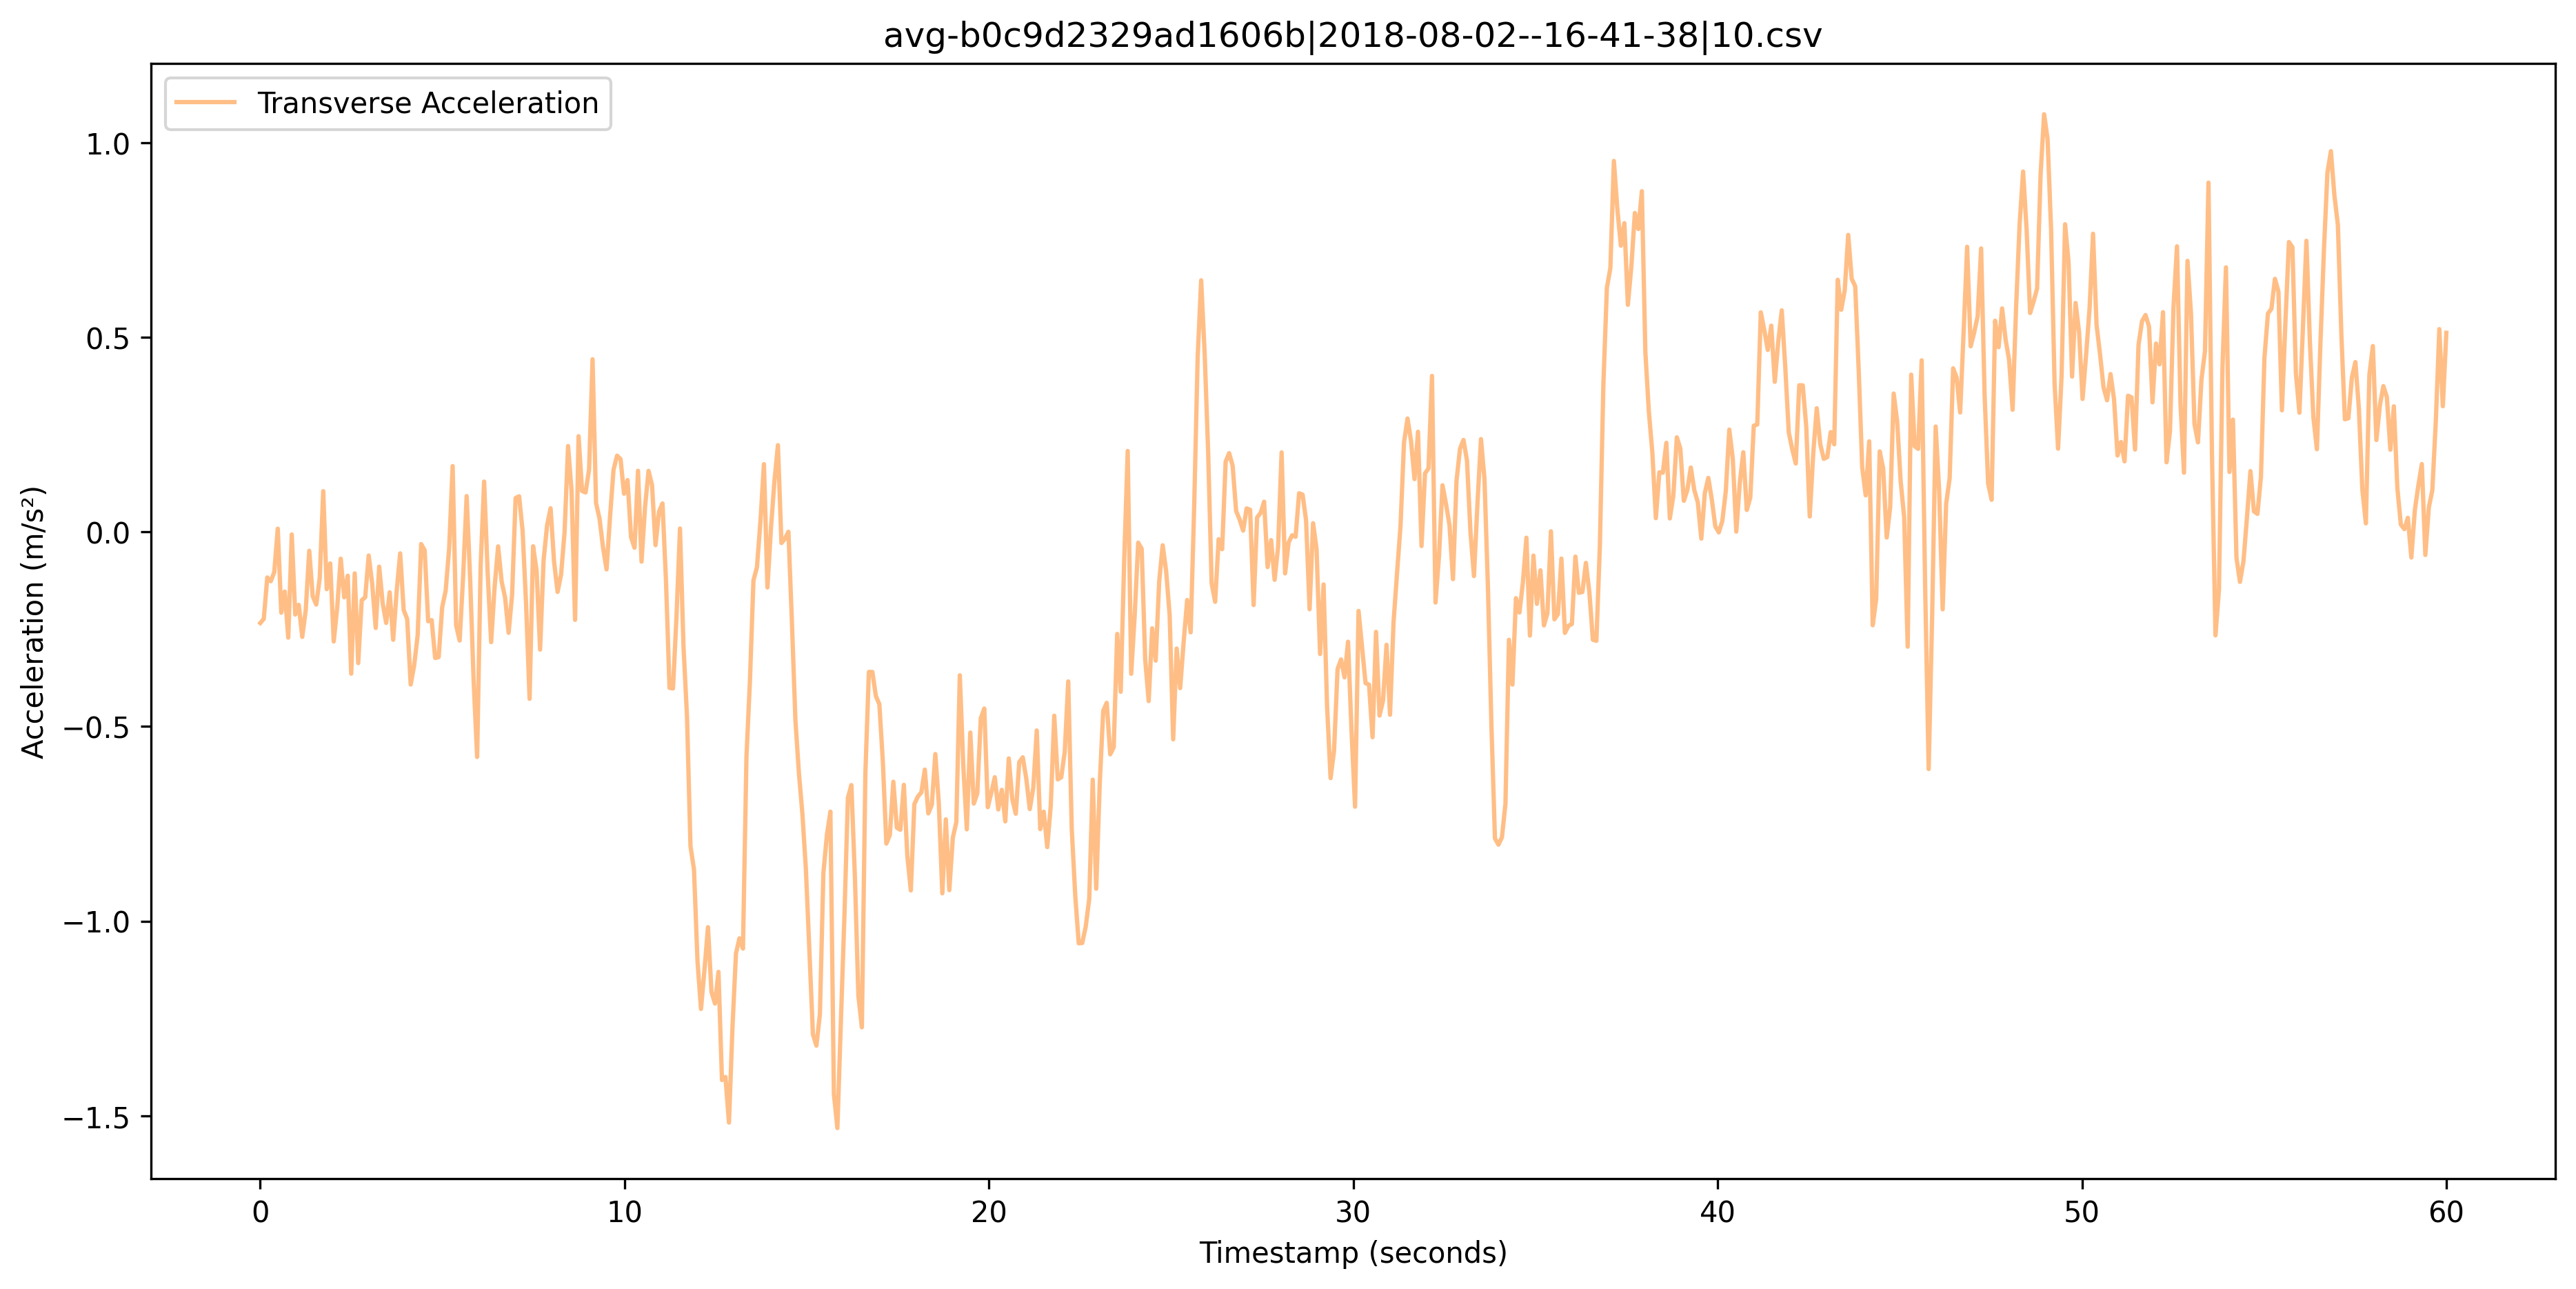 avg-b0c9d2329ad1606b|2018-08-02--16-41-38|10.csv
Transverse Acceleration
1.0
0.5
0.0
−0.5
−1.0
−1.5
Acceleration (m/s²)
0 10 20 30 40 50 60
Timestamp (seconds)